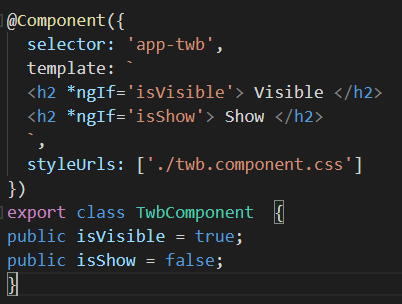 @Component({
  selector: 'app-twb',
  template: `
  <h2 *ngIf='isVisible'> Visible </h2>
  <h2 *ngIf='isShow'> Show </h2>
  `,
  styleUrls: ['./twb.component.css']
})
export class TwbComponent  {
public isVisible = true;
public isShow = false;
}